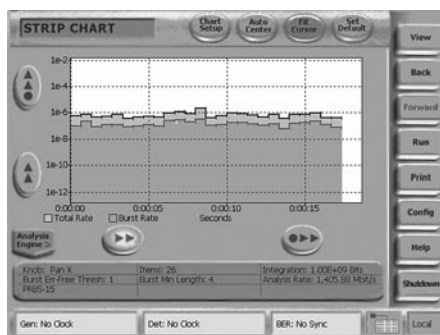 STRIP CHART
Chart Setup
Auto Center
Fit Cursor
Set Default
View
Back
Forward
Run
Print
Config
Help
Shutdown
1e-2
1e-4
1e-6
1e-8
1e-10
1e-12
0:00:00 0:00:05 0:00:10 0:00:15
Total Rate Burst Rate Seconds
Analysis Engine >
Knob: Pan X Items: 26 Integration: 1.00E+09 Bits
Burst Err-Free Thresh: 1 Burst Min Length: 4 Analysis Rate: 1,405.88 Mbit/s
PRBS-15
Gen: No Clock Det: No Clock BER: No Sync Local